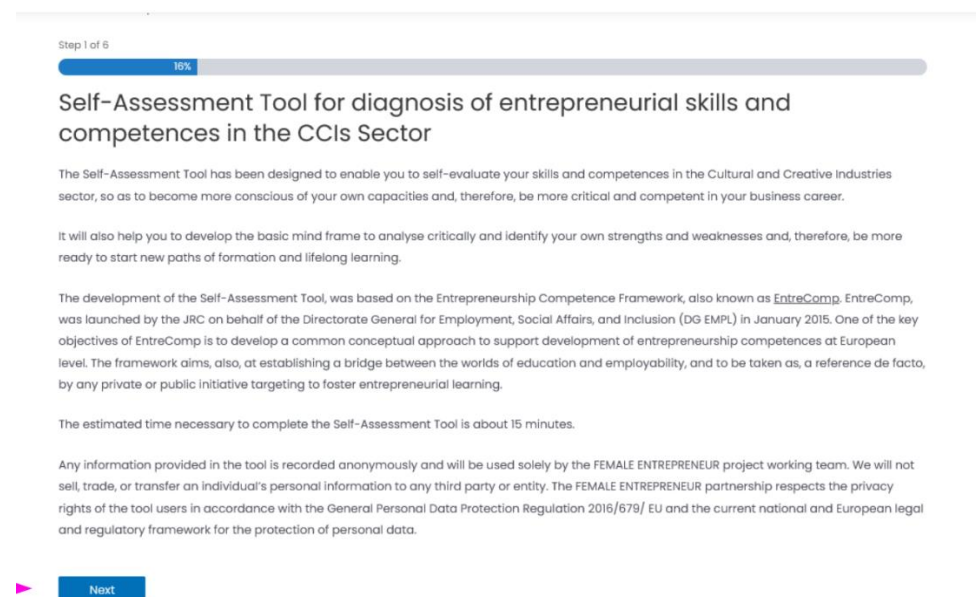 Step 1 of 6
16%
Self-Assessment Tool for diagnosis of entrepreneurial skills and
competences in the CCIs Sector
The Self-Assessment Tool has been designed to enable you to self-evaluate your skills and competences in the Cultural and Creative Industries
sector, so as to become more conscious of your own capacities and, therefore, be more critical and competent in your business career.
It will also help you to develop the basic mind frame to analyse critically and identify your own strengths and weaknesses and, therefore, be more
ready to start new paths of formation and lifelong learning.
The development of the Self-Assessment Tool, was based on the Entrepreneurship Competence Framework, also known as EntreComp. EntreComp,
was launched by the JRC on behalf of the Directorate General for Employment, Social Affairs, and Inclusion (DG EMPL) in January 2015. One of the key
objectives of EntreComp is to develop a common conceptual approach to support development of entrepreneurship competences at European
level. The framework aims, also, at establishing a bridge between the worlds of education and employability, and to be taken as, a reference de facto,
by any private or public initiative targeting to foster entrepreneurial learning.
The estimated time necessary to complete the Self-Assessment Tool is about 15 minutes.
Any information provided in the tool is recorded anonymously and will be used solely by the FEMALE ENTREPRENEUR project working team. We will not
sell, trade, or transfer an individual's personal information to any third party or entity. The FEMALE ENTREPRENEUR partnership respects the privacy
rights of the tool users in accordance with the General Personal Data Protection Regulation 2016/679/ EU and the current national and European legal
and regulatory framework for the protection of personal data.
Next